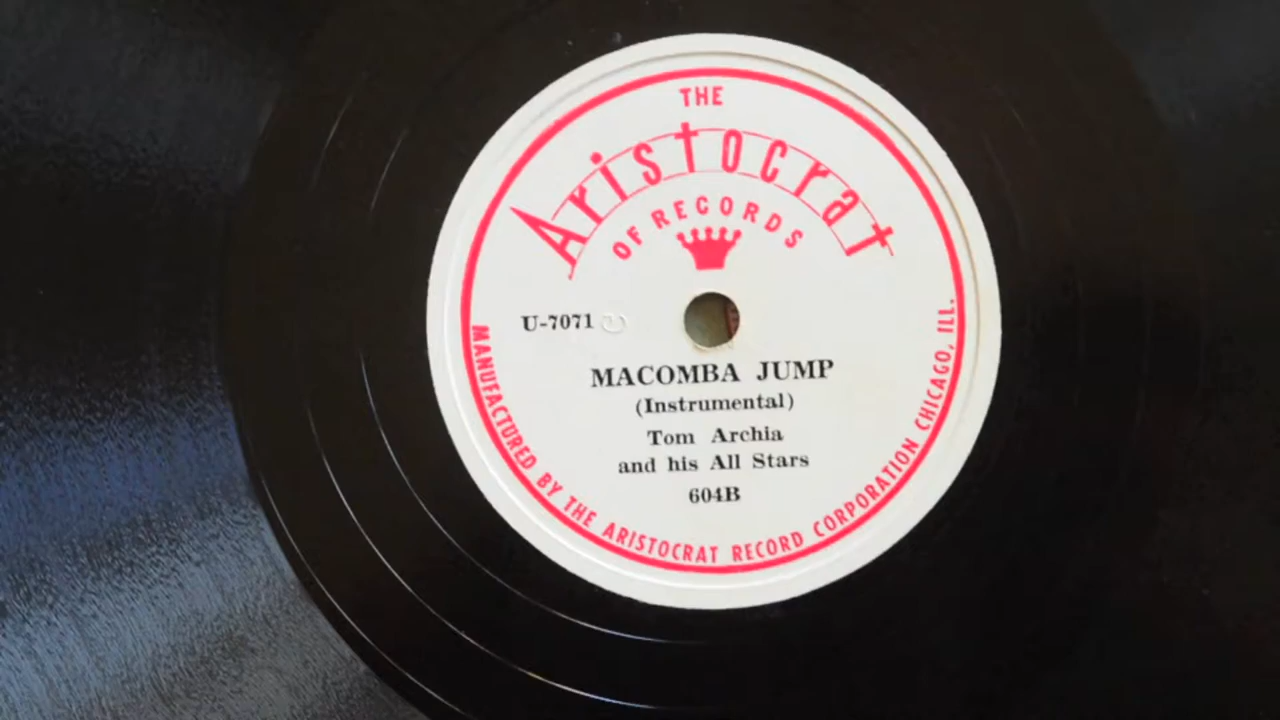 THE
Aristocrat
OF RECORDS
U-7071
MACOMBA JUMP
(Instrumental)
Tom Archia
and his All Stars
604B
MANUFACTURED BY THE ARISTOCRAT RECORD CORPORATION CHICAGO, ILL.